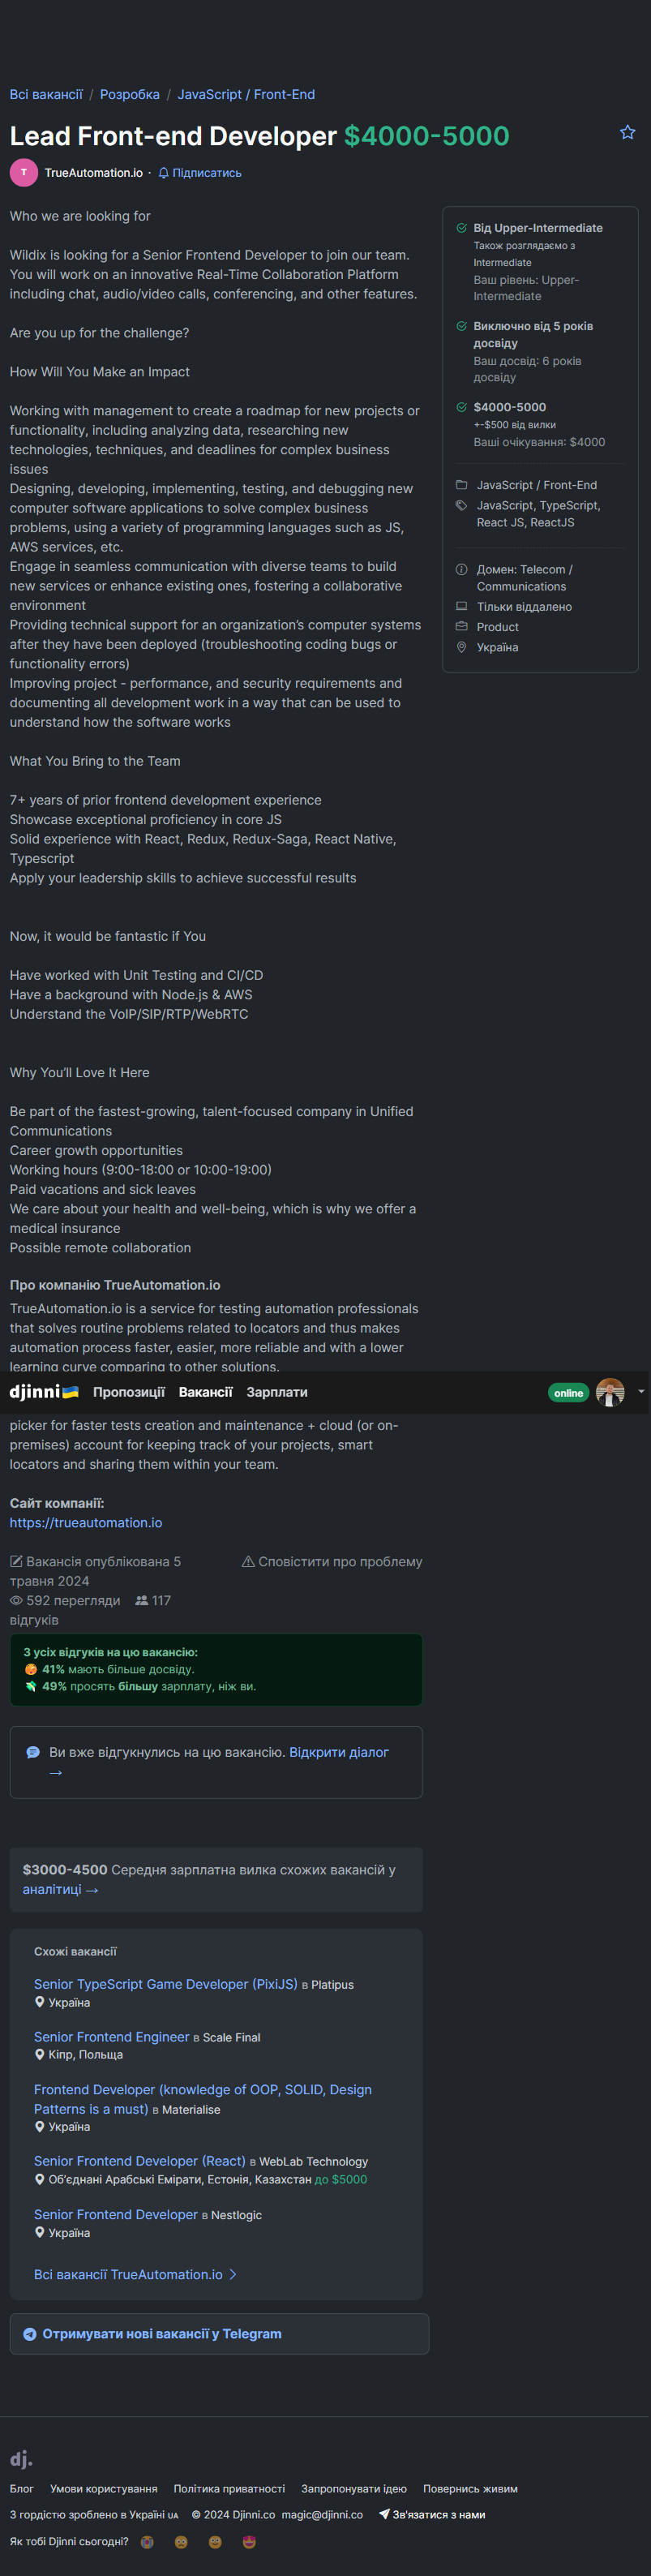 Всі вакансії / Розробка / JavaScript / Front-End
Lead Front-end Developer $4000-5000
T TrueAutomation.io · Підписатись
Who we are looking for
Wildix is looking for a Senior Frontend Developer to join our team.
You will work on an innovative Real-Time Collaboration Platform
including chat, audio/video calls, conferencing, and other features.
Are you up for the challenge?
How Will You Make an Impact
Working with management to create a roadmap for new projects or
functionality, including analyzing data, researching new
technologies, techniques, and deadlines for complex business
issues
Designing, developing, implementing, testing, and debugging new
computer software applications to solve complex business
problems, using a variety of programming languages such as JS,
AWS services, etc.
Engage in seamless communication with diverse teams to build
new services or enhance existing ones, fostering a collaborative
environment
Providing technical support for an organization’s computer systems
after they have been deployed (troubleshooting coding bugs or
functionality errors)
Improving project - performance, and security requirements and
documenting all development work in a way that can be used to
understand how the software works
What You Bring to the Team
7+ years of prior frontend development experience
Showcase exceptional proficiency in core JS
Solid experience with React, Redux, Redux-Saga, React Native,
Typescript
Apply your leadership skills to achieve successful results
Now, it would be fantastic if You
Have worked with Unit Testing and CI/CD
Have a background with Node.js & AWS
Understand the VoIP/SIP/RTP/WebRTC
Why You’ll Love It Here
Be part of the fastest-growing, talent-focused company in Unified
Communications
Career growth opportunities
Working hours (9:00-18:00 or 10:00-19:00)
Paid vacations and sick leaves
We care about your health and well-being, which is why we offer a
medical insurance
Possible remote collaboration
Від Upper-Intermediate
Також розглядаємо з
Intermediate
Ваш рівень: Upper-
Intermediate
Виключно від 5 років
досвіду
Ваш досвід: 6 років
досвіду
$4000-5000
+-$500 від вилки
Ваші очікування: $4000
JavaScript / Front-End
JavaScript, TypeScript,
React JS, ReactJS
Домен: Telecom /
Communications
Тільки віддалено
Product
Україна
Про компанію TrueAutomation.io
TrueAutomation.io is a service for testing automation professionals
that solves routine problems related to locators and thus makes
automation process faster, easier, more reliable and with a lower
learning curve comparing to other solutions.
djinni Пропозиції Вакансії Зарплати online
picker for faster tests creation and maintenance + cloud (or on-
premises) account for keeping track of your projects, smart
locators and sharing them within your team.
Сайт компанії:
https://trueautomation.io
Вакансія опублікована 5
травня 2024
592 перегляди 117
відгуків
Сповістити про проблему
З усіх відгуків на цю вакансію:
41% мають більше досвіду.
49% просять більшу зарплату, ніж ви.
Ви вже відгукнулись на цю вакансію. Відкрити діалог
→
$3000-4500 Середня зарплатна вилка схожих вакансій у
аналітиці →
Схожі вакансії
Senior TypeScript Game Developer (PixiJS) в Platipus
Україна
Senior Frontend Engineer в Scale Final
Кіпр, Польща
Frontend Developer (knowledge of OOP, SOLID, Design
Patterns is a must) в Materialise
Україна
Senior Frontend Developer (React) в WebLab Technology
Обʼєднані Арабські Емірати, Естонія, Казахстан до $5000
Senior Frontend Developer в Nestlogic
Україна
Всі вакансії TrueAutomation.io
Отримувати нові вакансії у Telegram
dj.
Блог Умови користування Політика приватності Запропонувати ідею Повернись живим
З гордістю зроблено в Україні UA © 2024 Djinni.co magic@djinni.co Зв'язатися з нами
Як тобі Djinni сьогодні?